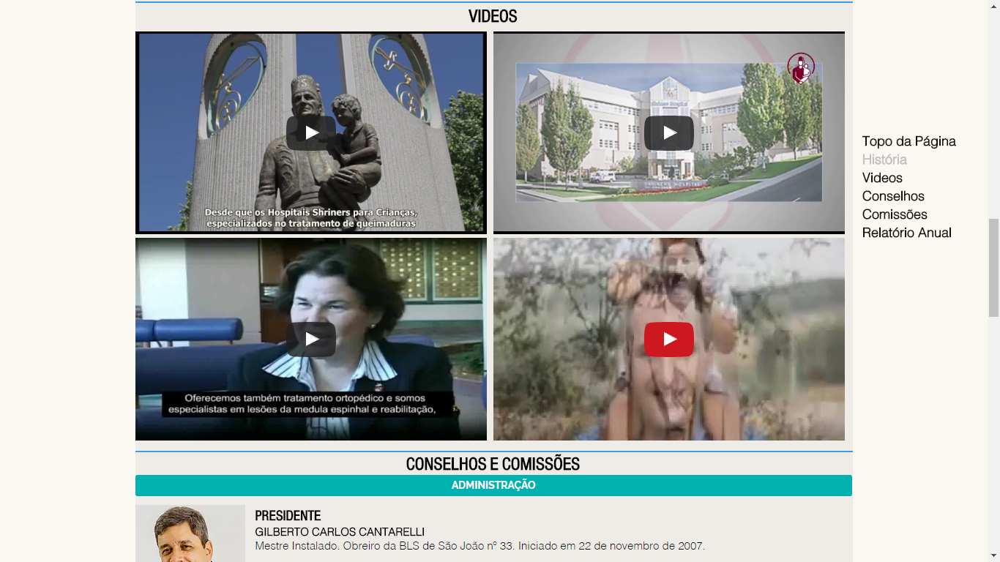 VIDEOS
Desde que os Hospitais Shriners para Crianças,
especializados no tratamento de queimaduras
SHRINERS HOSPITAL
Oferecemos também tratamento ortopédico e somos
especialistas em lesões da medula espinhal e reabilitação,
Topo da Página
História
Videos
Conselhos
Comissões
Relatório Anual
CONSELHOS E COMISSÕES
ADMINISTRAÇÃO
PRESIDENTE
GILBERTO CARLOS CANTARELLI
Mestre Instalado. Obreiro da BLS de São João nº 33. Iniciado em 22 de novembro de 2007.